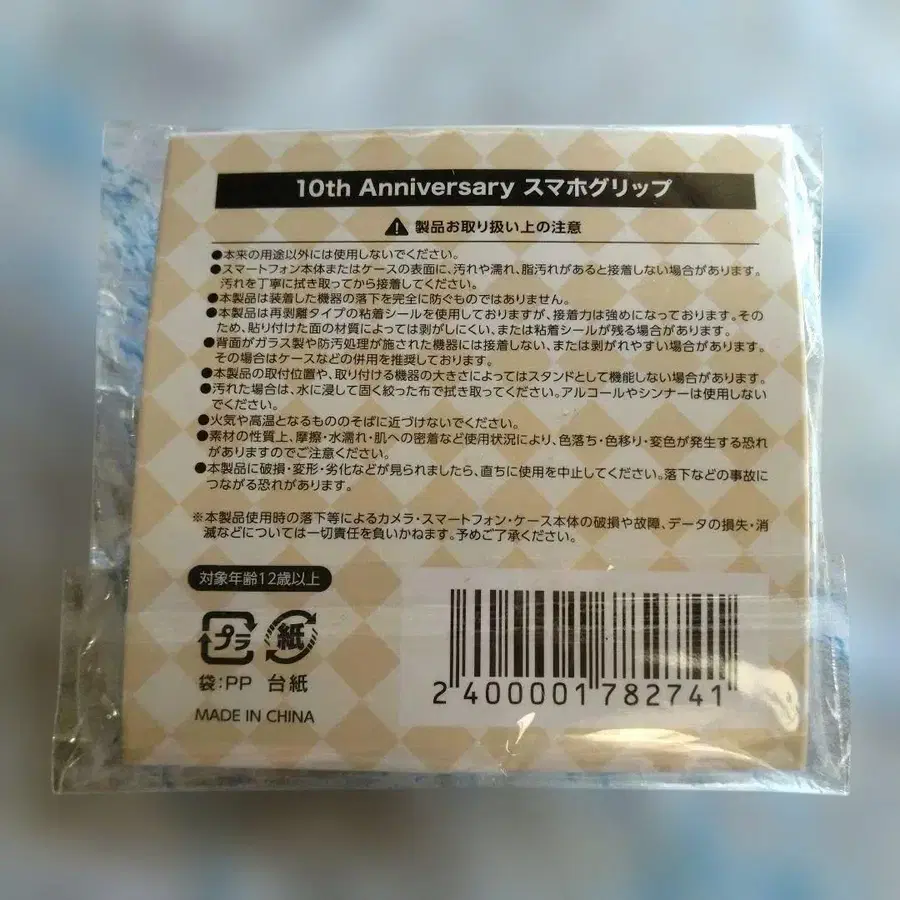 10th Anniversary スマホグリップ
製品お取り扱い上の注意
●本来の用途以外には使用しないでください。
●スマートフォン本体またはケースの表面に、汚れや濡れ、脂汚れがあると接着しない場合があります。
汚れを丁寧に拭き取ってから接着してください。
●本製品は装着した機器の落下を完全に防ぐものではありません。
●本製品は再剥離タイプの粘着シールを使用しておりますが、接着力は強めになっております。その
ため、貼り付けた面の材質によっては剥がしにくい、または粘着シールが残る場合があります。
●背面がガラス製や防汚処理が施された機器には接着しない、または剥がれやすい場合があります。
その場合はケースなどの併用を推奨しております。
●本製品の取付位置や、取り付ける機器の大きさによってはスタンドとして機能しない場合があります。
●汚れた場合は、水に浸して固く絞った布で拭き取ってください。アルコールやシンナーは使用しない
でください。
●火気や高温となるもののそばに近づけないでください。
●素材の性質上、摩擦・水濡れ・肌への密着など使用状況により、色落ち・色移り・変色が発生する恐れ
がありますのでご注意ください。
●本製品に破損・変形・劣化などが見られましたら、直ちに使用を中止してください。落下などの事故に
つながる恐れがあります。
※本製品使用時の落下等によるカメラ・スマートフォン・ケース本体の破損や故障、データの損失・消
滅などについては一切責任を負いかねます。予めご了承ください。
対象年齢12歳以上
プラ 紙
袋:PP 台紙
MADE IN CHINA
2 400001 782741